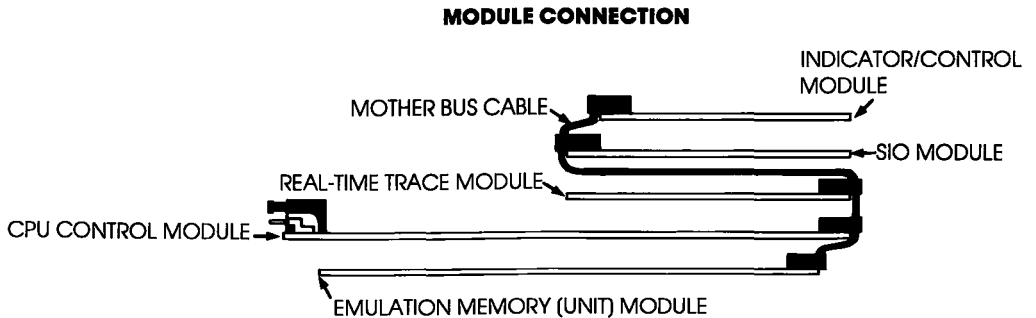 MODULE CONNECTION
INDICATOR/CONTROL
MODULE
MOTHER BUS CABLE
SIO MODULE
REAL-TIME TRACE MODULE
CPU CONTROL MODULE
EMULATION MEMORY (UNIT) MODULE